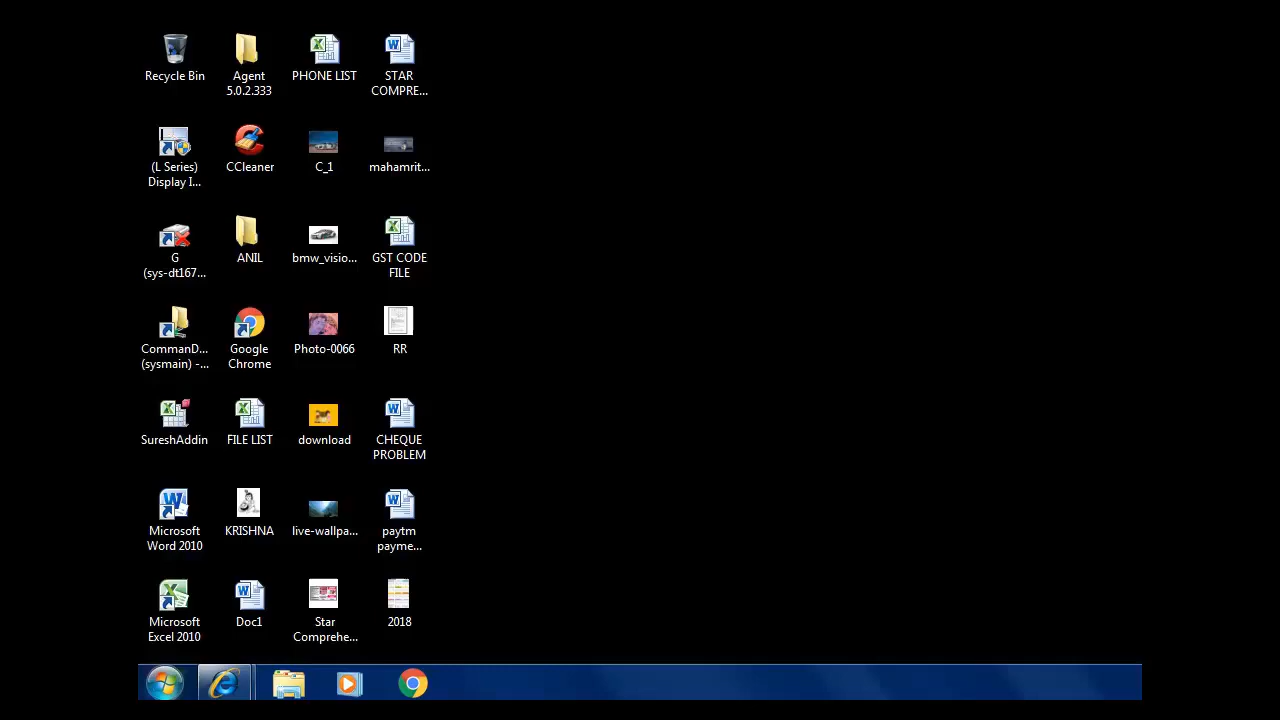 Recycle Bin
Agent
5.0.2.333
PHONE LIST
STAR
COMPRE...
(L Series)
Display I...
CCleaner
C_1
mahamrit...
G
(sys-dt167...
ANIL
bmw_visio...
GST CODE
FILE
CommanD...
(sysmain) -...
Google
Chrome
Photo-0066
RR
SureshAddin
FILE LIST
download
CHEQUE
PROBLEM
Microsoft
Word 2010
KRISHNA
live-wallpa...
paytm
payme...
Microsoft
Excel 2010
Doc1
Star
Comprehe...
2018